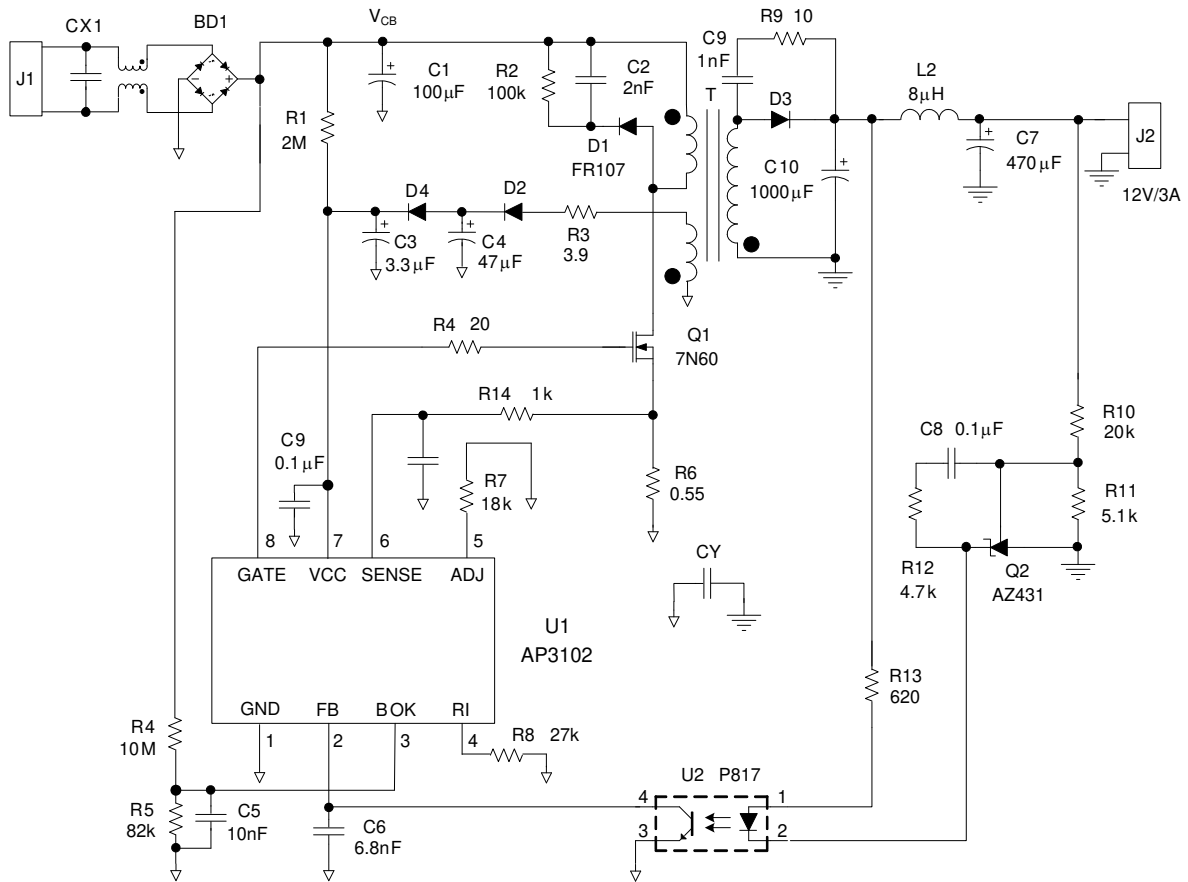 CX1
BD1
J1
VCB
R1
2M
C1
100µF
R2
100k
C2
2nF
D1
FR107
T
C9
1nF
R9 10
D3
C10
1000µF
L2
8µH
C7
470µF
J2
12V/3A
D4
D2
C3
3.3µF
C4
47µF
R3
3.9
R4 20
Q1
7N60
R14 1k
C9
0.1µF
R7
18k
R6
0.55
C8 0.1µF
R10
20k
R11
5.1k
R12
4.7k
Q2
AZ431
CY
8 7 6 5
GATE VCC SENSE ADJ
U1
AP3102
GND FB BOK RI
1 2 3 4
R8 27k
R13
620
R4
10M
R5
82k
C5
10nF
C6
6.8nF
U2 P817
4 1
3 2